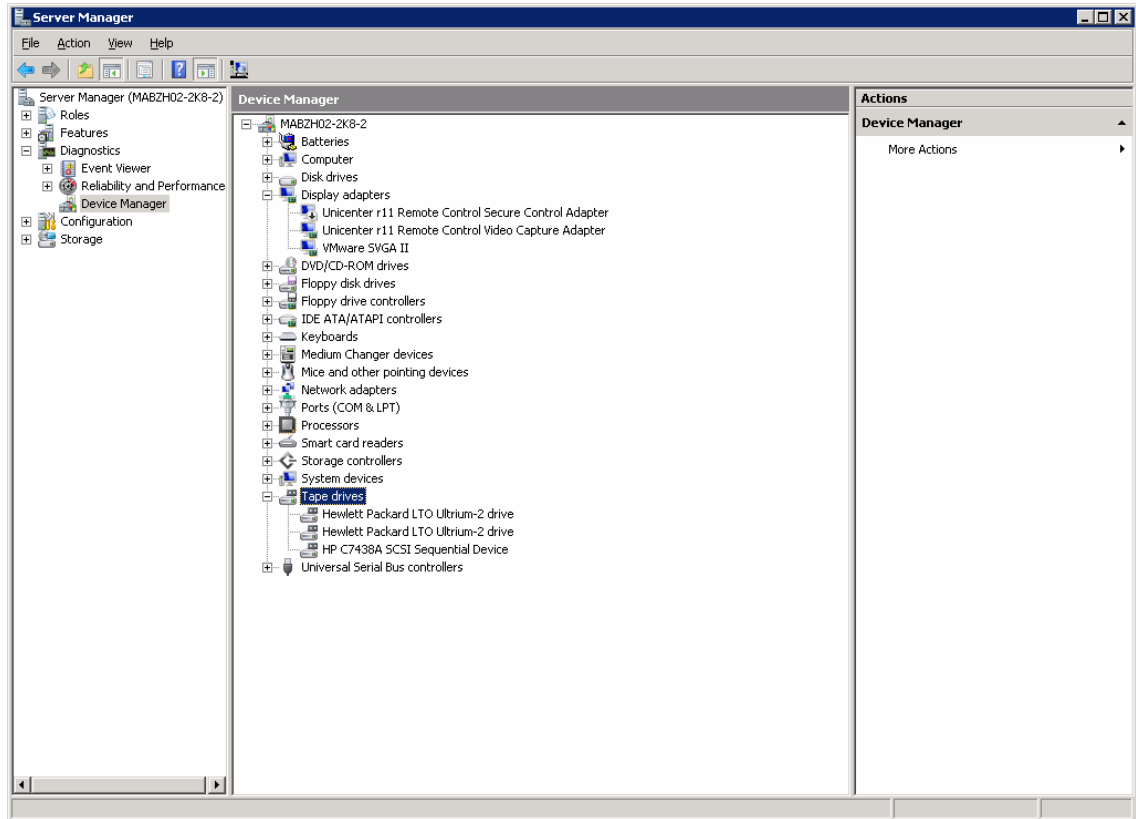 Server Manager
File Action View Help
Server Manager (MABZH02-2K8-2)
Roles
Features
Diagnostics
Event Viewer
Reliability and Performance
Device Manager
Configuration
Storage
Device Manager
MABZH02-2K8-2
Batteries
Computer
Disk drives
Display adapters
Unicenter r11 Remote Control Secure Control Adapter
Unicenter r11 Remote Control Video Capture Adapter
VMware SVGA II
DVD/CD-ROM drives
Floppy disk drives
Floppy drive controllers
IDE ATA/ATAPI controllers
Keyboards
Medium Changer devices
Mice and other pointing devices
Network adapters
Ports (COM & LPT)
Processors
Smart card readers
Storage controllers
System devices
Tape drives
Hewlett Packard LTO Ultrium-2 drive
Hewlett Packard LTO Ultrium-2 drive
HP C7438A SCSI Sequential Device
Universal Serial Bus controllers
Actions
Device Manager
More Actions